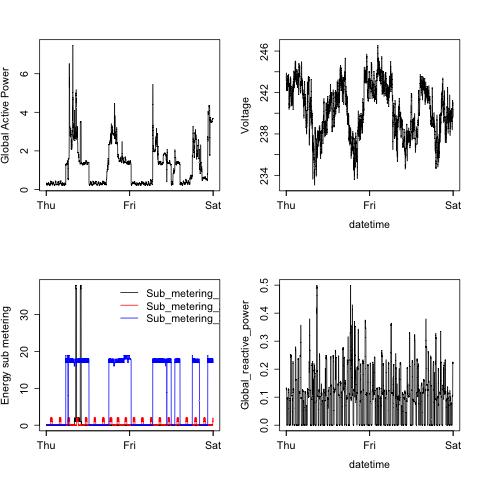 Global Active Power
0 2 4 6
Thu Fri Sat
Voltage
234 238 242 246
Thu Fri Sat
datetime
Energy sub metering
0 10 20 30
Sub_metering_
Sub_metering_
Sub_metering_
Thu Fri Sat
Global_reactive_power
0.0 0.1 0.2 0.3 0.4 0.5
Thu Fri Sat
datetime